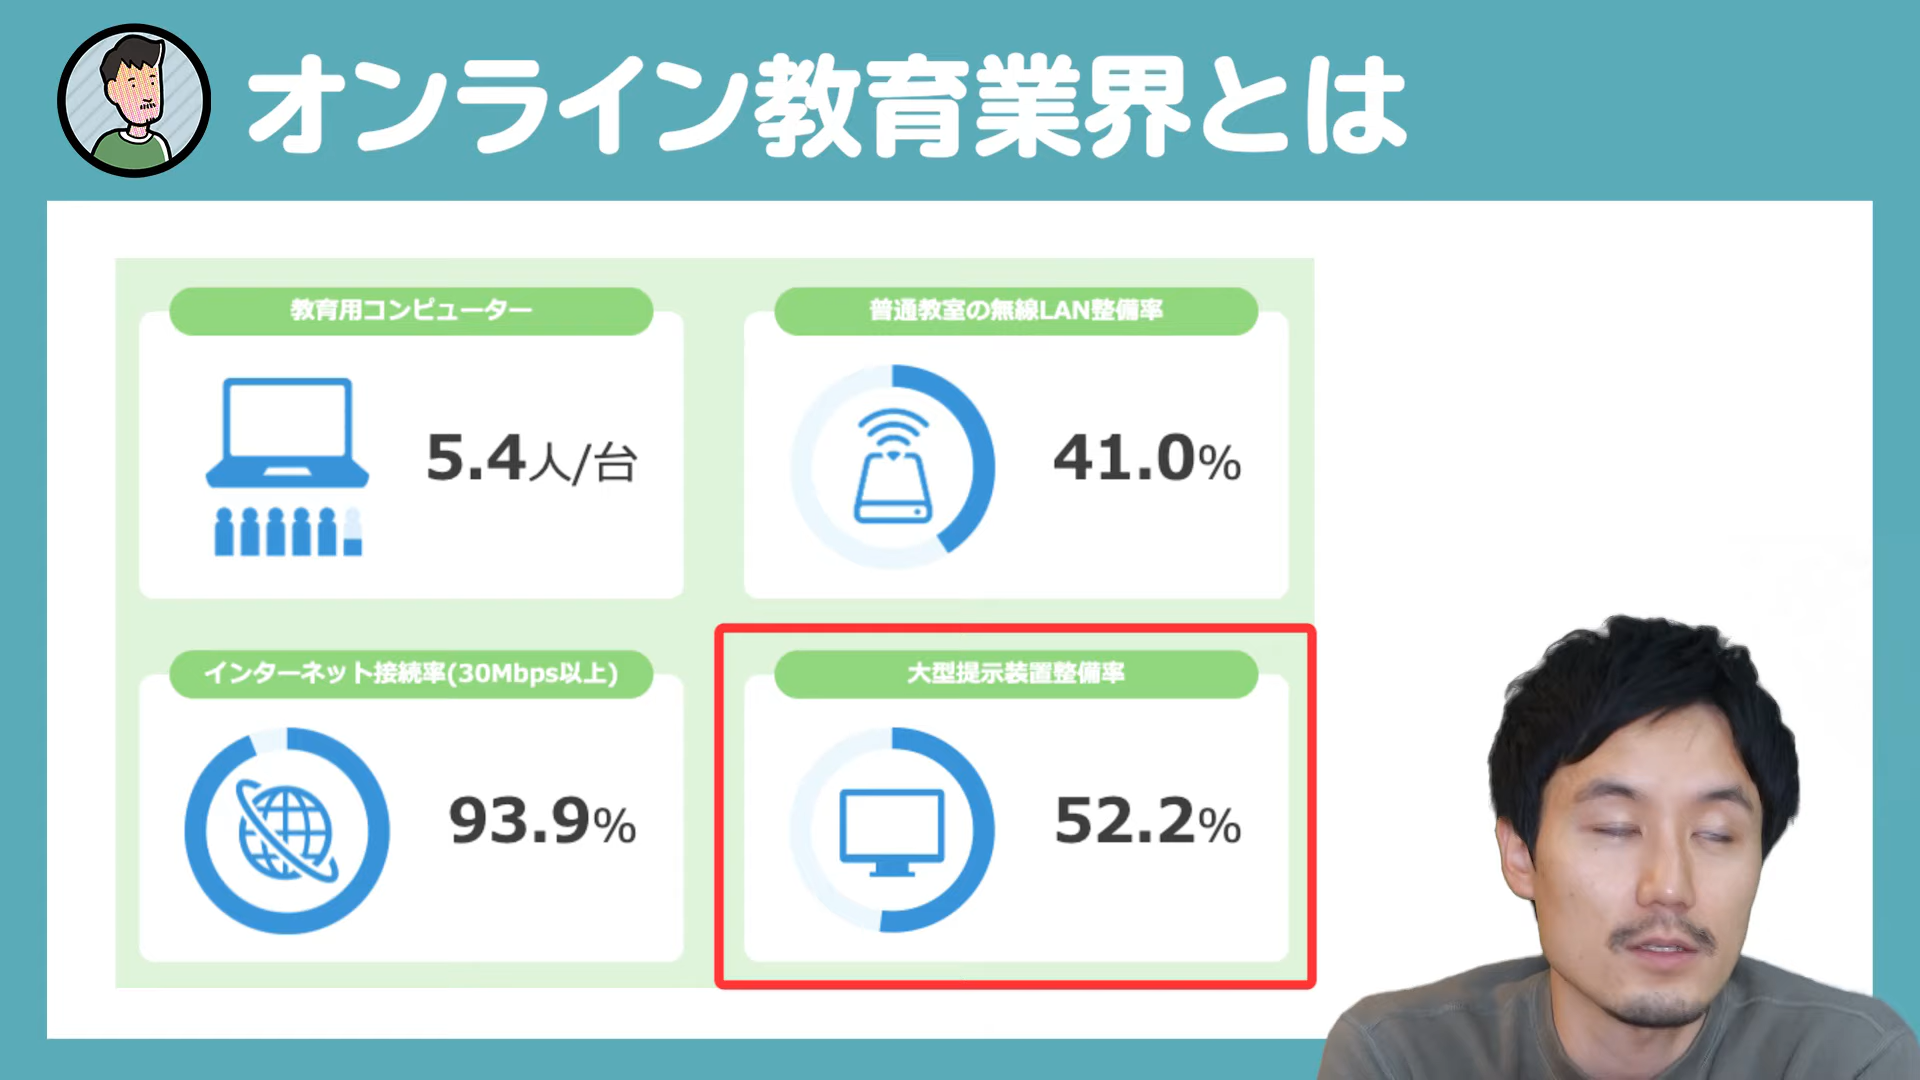 オンライン教育業界とは
教育用コンピューター
5.4人/台
普通教室の無線LAN整備率
41.0%
インターネット接続率(30Mbps以上)
93.9%
大型提示装置整備率
52.2%